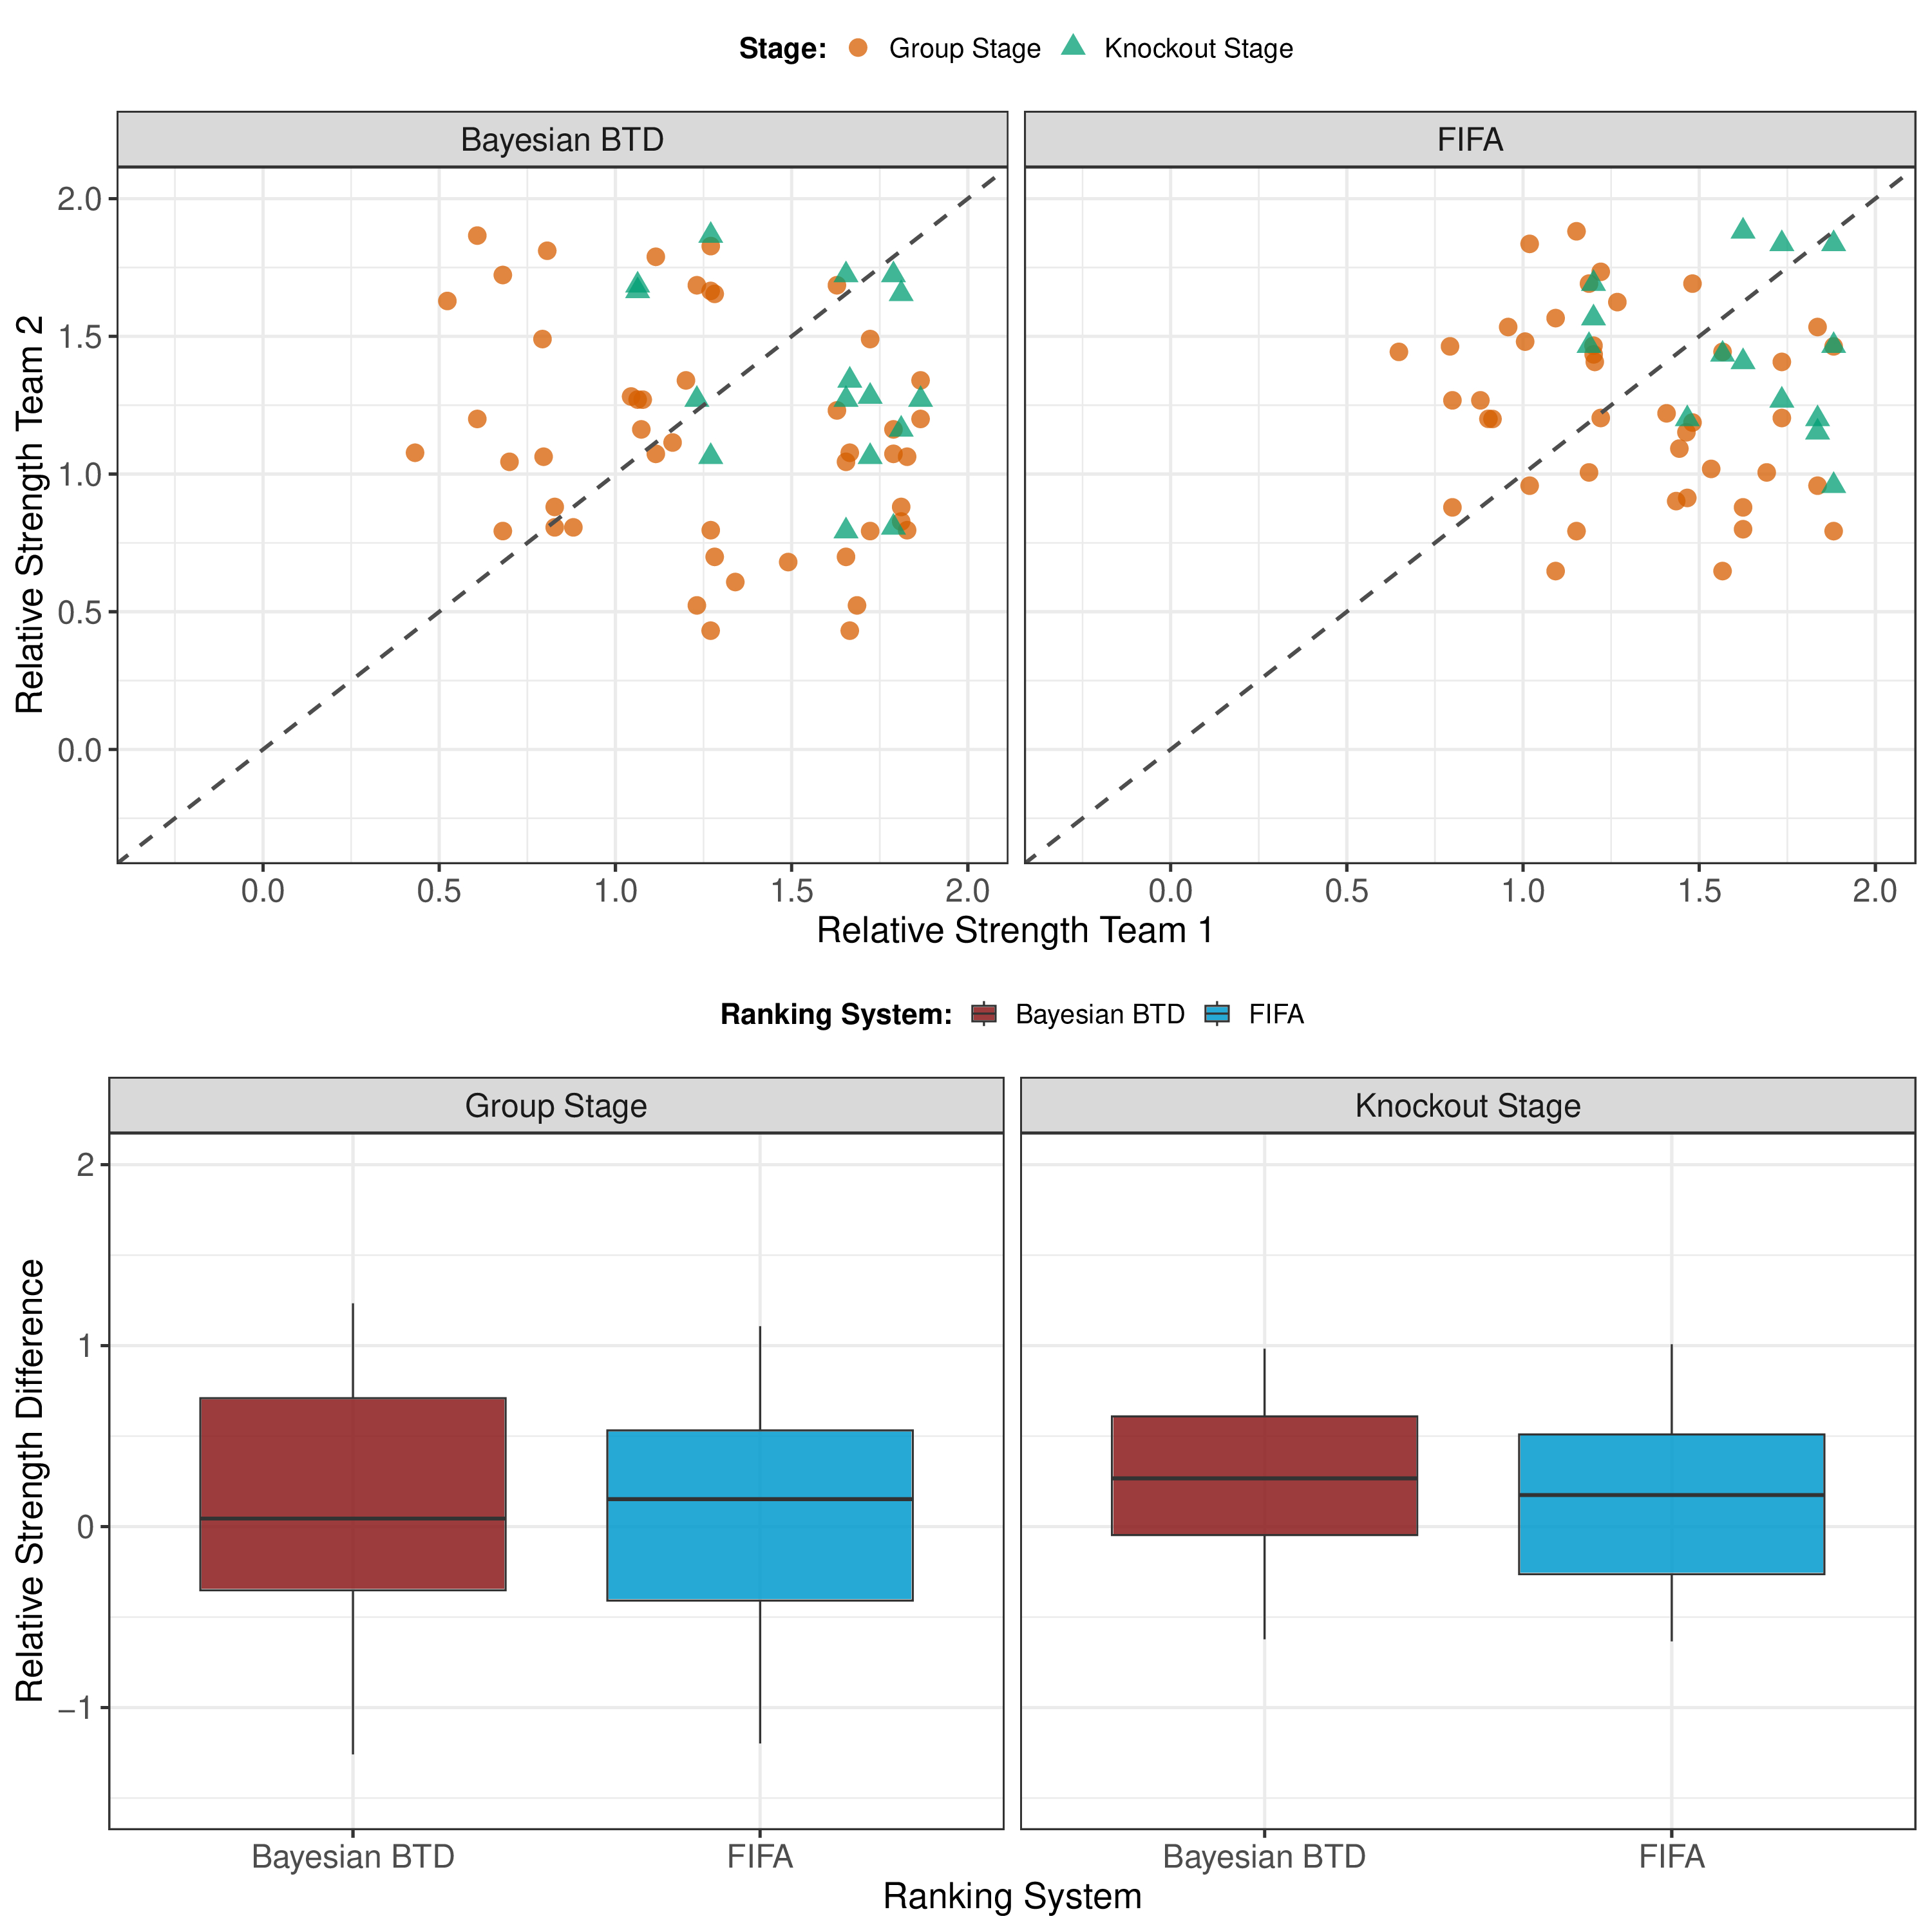 Stage: Group Stage Knockout Stage
Bayesian BTD FIFA
Relative Strength Team 2
2.0
1.5
1.0
0.5
0.0
0.0 0.5 1.0 1.5 2.0 0.0 0.5 1.0 1.5 2.0
Relative Strength Team 1
Ranking System: Bayesian BTD FIFA
Group Stage Knockout Stage
Relative Strength Difference
2
1
0
−1
Bayesian BTD FIFA Bayesian BTD FIFA
Ranking System